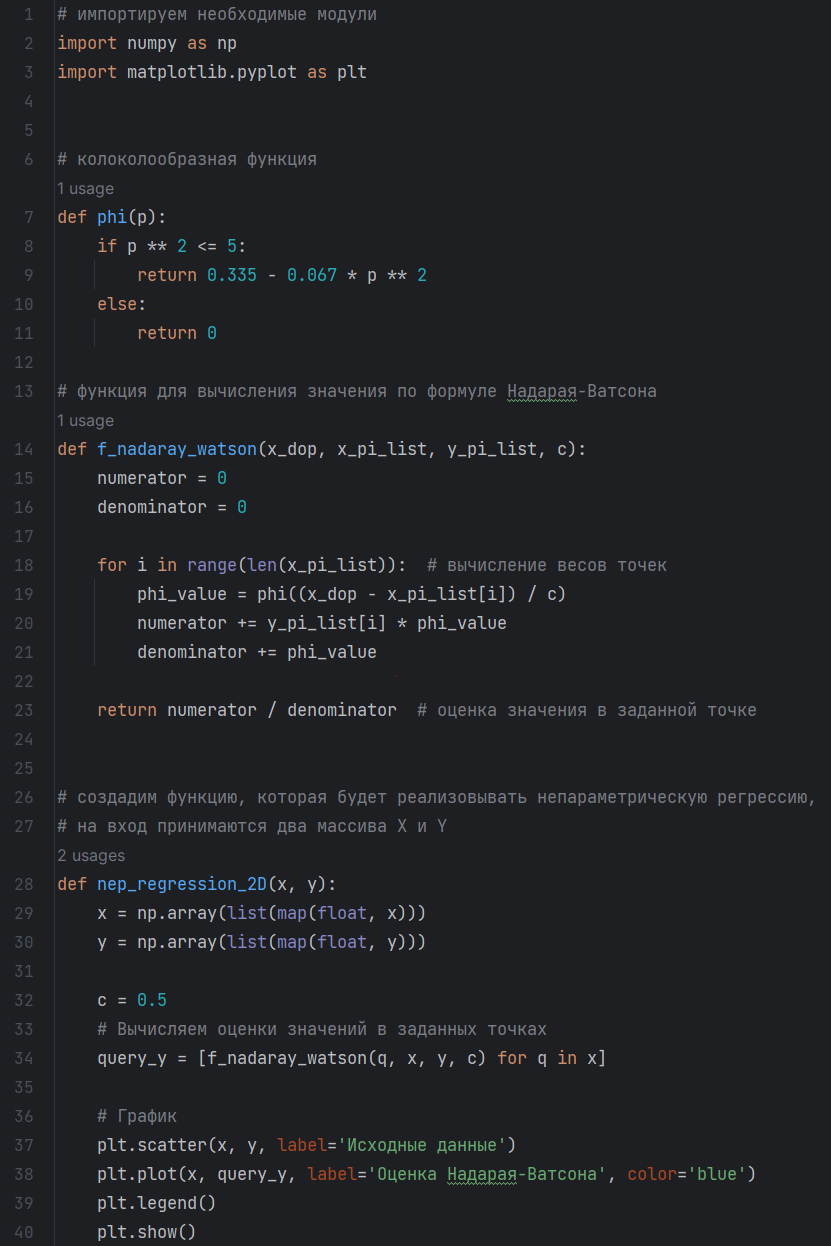 1 # импортируем необходимые модули
2 import numpy as np
3 import matplotlib.pyplot as plt
4
5
6 # колоколообразная функция
1 usage
7 def phi(p):
8     if p ** 2 <= 5:
9         return 0.335 - 0.067 * p ** 2
10     else:
11         return 0
12
13 # функция для вычисления значения по формуле Надарая-Ватсона
1 usage
14 def f_nadaray_watson(x_dop, x_pi_list, y_pi_list, c):
15     numerator = 0
16     denominator = 0
17
18     for i in range(len(x_pi_list)):  # вычисление весов точек
19         phi_value = phi((x_dop - x_pi_list[i]) / c)
20         numerator += y_pi_list[i] * phi_value
21         denominator += phi_value
22
23     return numerator / denominator  # оценка значения в заданной точке
24
25
26 # создадим функцию, которая будет реализовывать непараметрическую регрессию,
27 # на вход принимаются два массива X и Y
2 usages
28 def nep_regression_2D(x, y):
29     x = np.array(list(map(float, x)))
30     y = np.array(list(map(float, y)))
31
32     c = 0.5
33     # Вычисляем оценки значений в заданных точках
34     query_y = [f_nadaray_watson(q, x, y, c) for q in x]
35
36     # График
37     plt.scatter(x, y, label='Исходные данные')
38     plt.plot(x, query_y, label='Оценка Надарая-Ватсона', color='blue')
39     plt.legend()
40     plt.show()